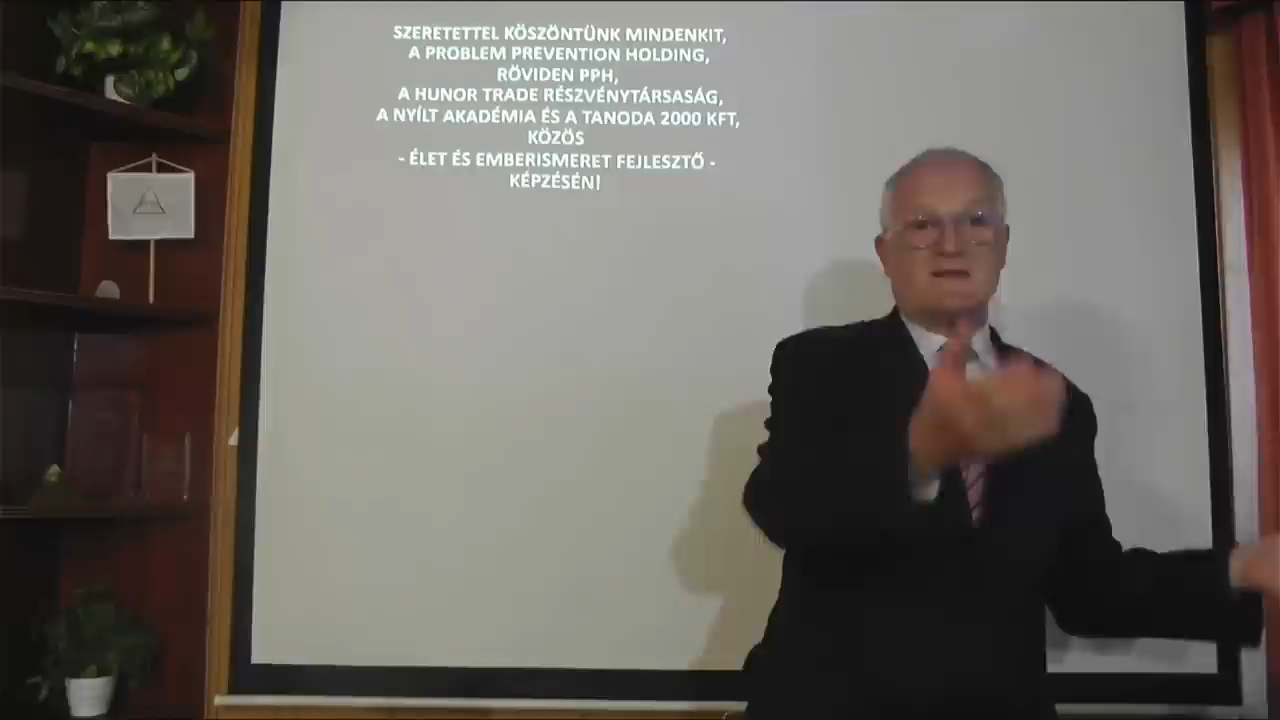 SZERETETTEL KÖSZÖNTÜNK MINDENKIT,
A PROBLEM PREVENTION HOLDING,
RÖVIDEN PPH,
A HUNOR TRADE RÉSZVÉNYTÁRSASÁG,
A NYÍLT AKADÉMIA ÉS A TANODA 2000 KFT,
KÖZÖS
- ÉLET ÉS EMBERISMERET FEJLESZTŐ -
KÉPZÉSÉN!